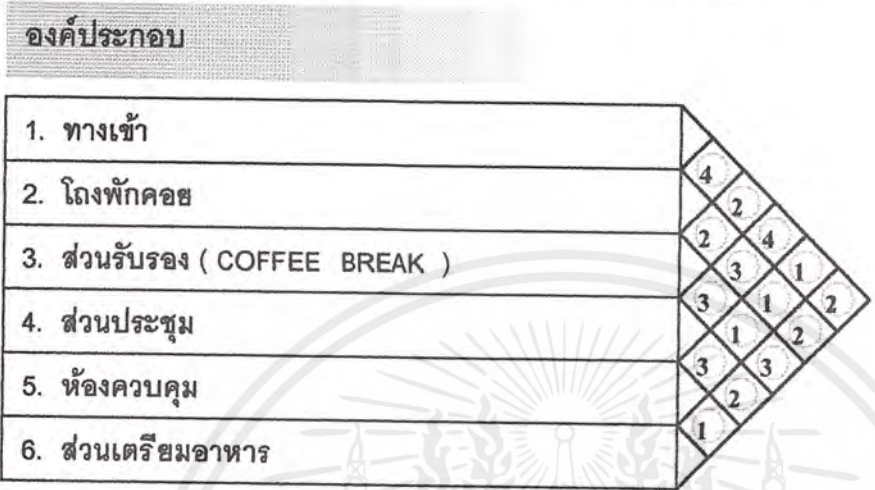 องค์ประกอบ
1. ทางเข้า
2. โถงพักคอย
3. ส่วนรับรอง ( COFFEE BREAK )
4. ส่วนประชุม
5. ห้องควบคุม
6. ส่วนเตรียมอาหาร
4
2
2 4
3 1
3 1 2
1 2
3 3
2
1